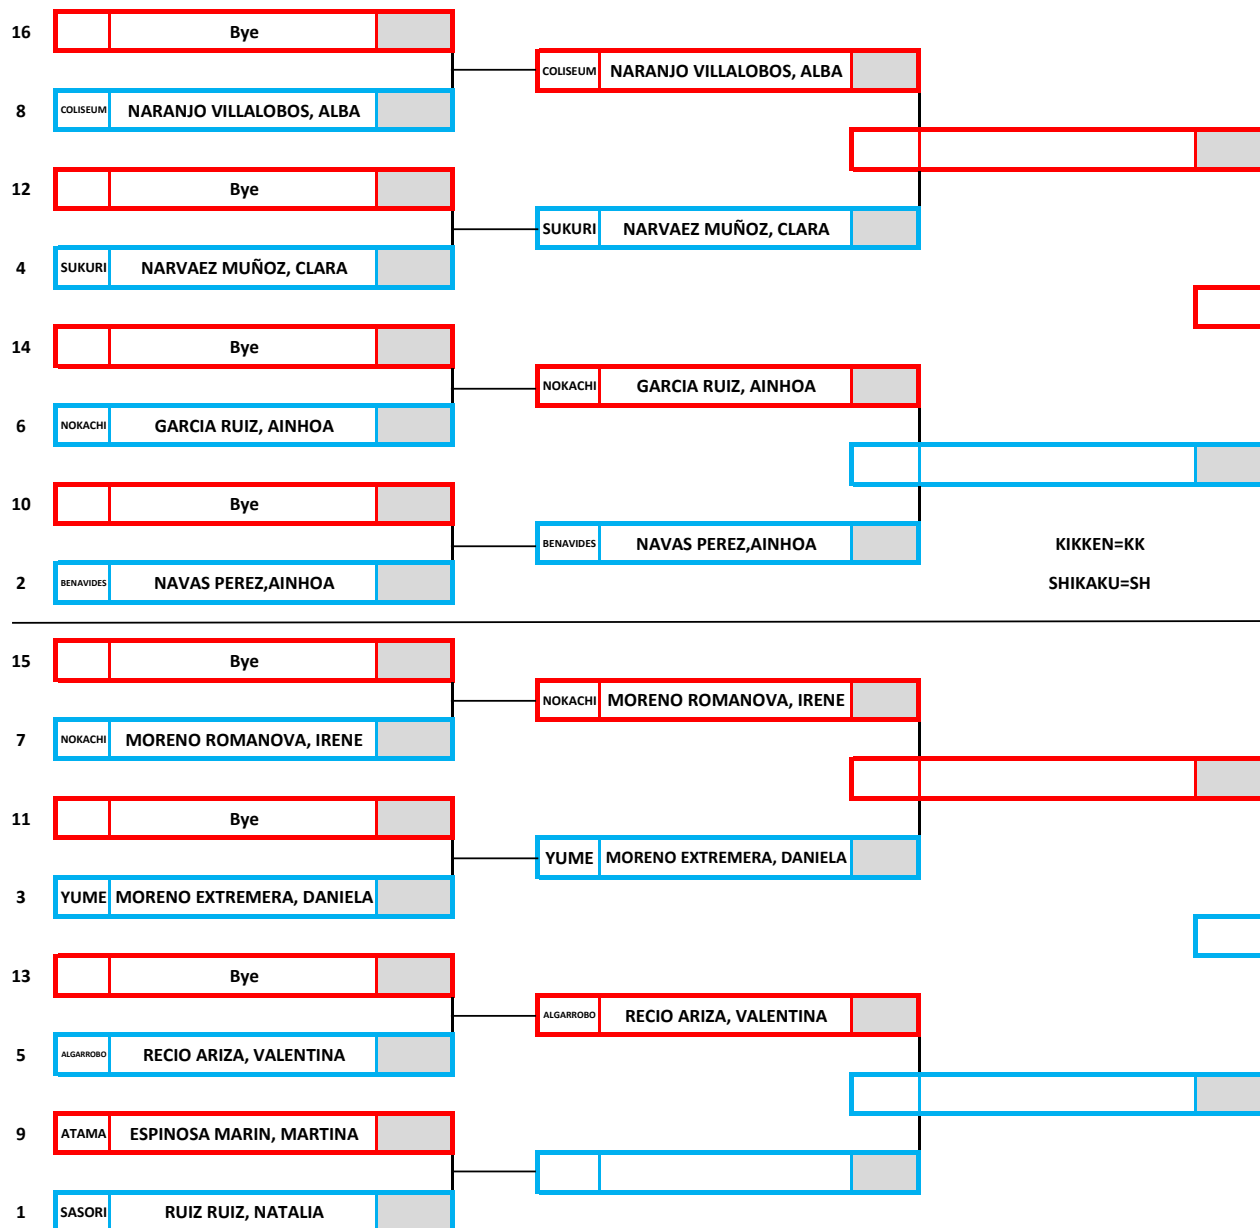 16 Bye
COLISEUM NARANJO VILLALOBOS, ALBA
8 COLISEUM NARANJO VILLALOBOS, ALBA
12 Bye
SUKURI NARVAEZ MUÑOZ, CLARA
4 SUKURI NARVAEZ MUÑOZ, CLARA
14 Bye
NOKACHI GARCIA RUIZ, AINHOA
6 NOKACHI GARCIA RUIZ, AINHOA
10 Bye
BENAVIDES NAVAS PEREZ,AINHOA KIKKEN=KK
2 BENAVIDES NAVAS PEREZ,AINHOA SHIKAKU=SH
15 Bye
NOKACHI MORENO ROMANOVA, IRENE
7 NOKACHI MORENO ROMANOVA, IRENE
11 Bye
YUME MORENO EXTREMERA, DANIELA
3 YUME MORENO EXTREMERA, DANIELA
13 Bye
ALGARROBO RECIO ARIZA, VALENTINA
5 ALGARROBO RECIO ARIZA, VALENTINA
9 ATAMA ESPINOSA MARIN, MARTINA
1 SASORI RUIZ RUIZ, NATALIA